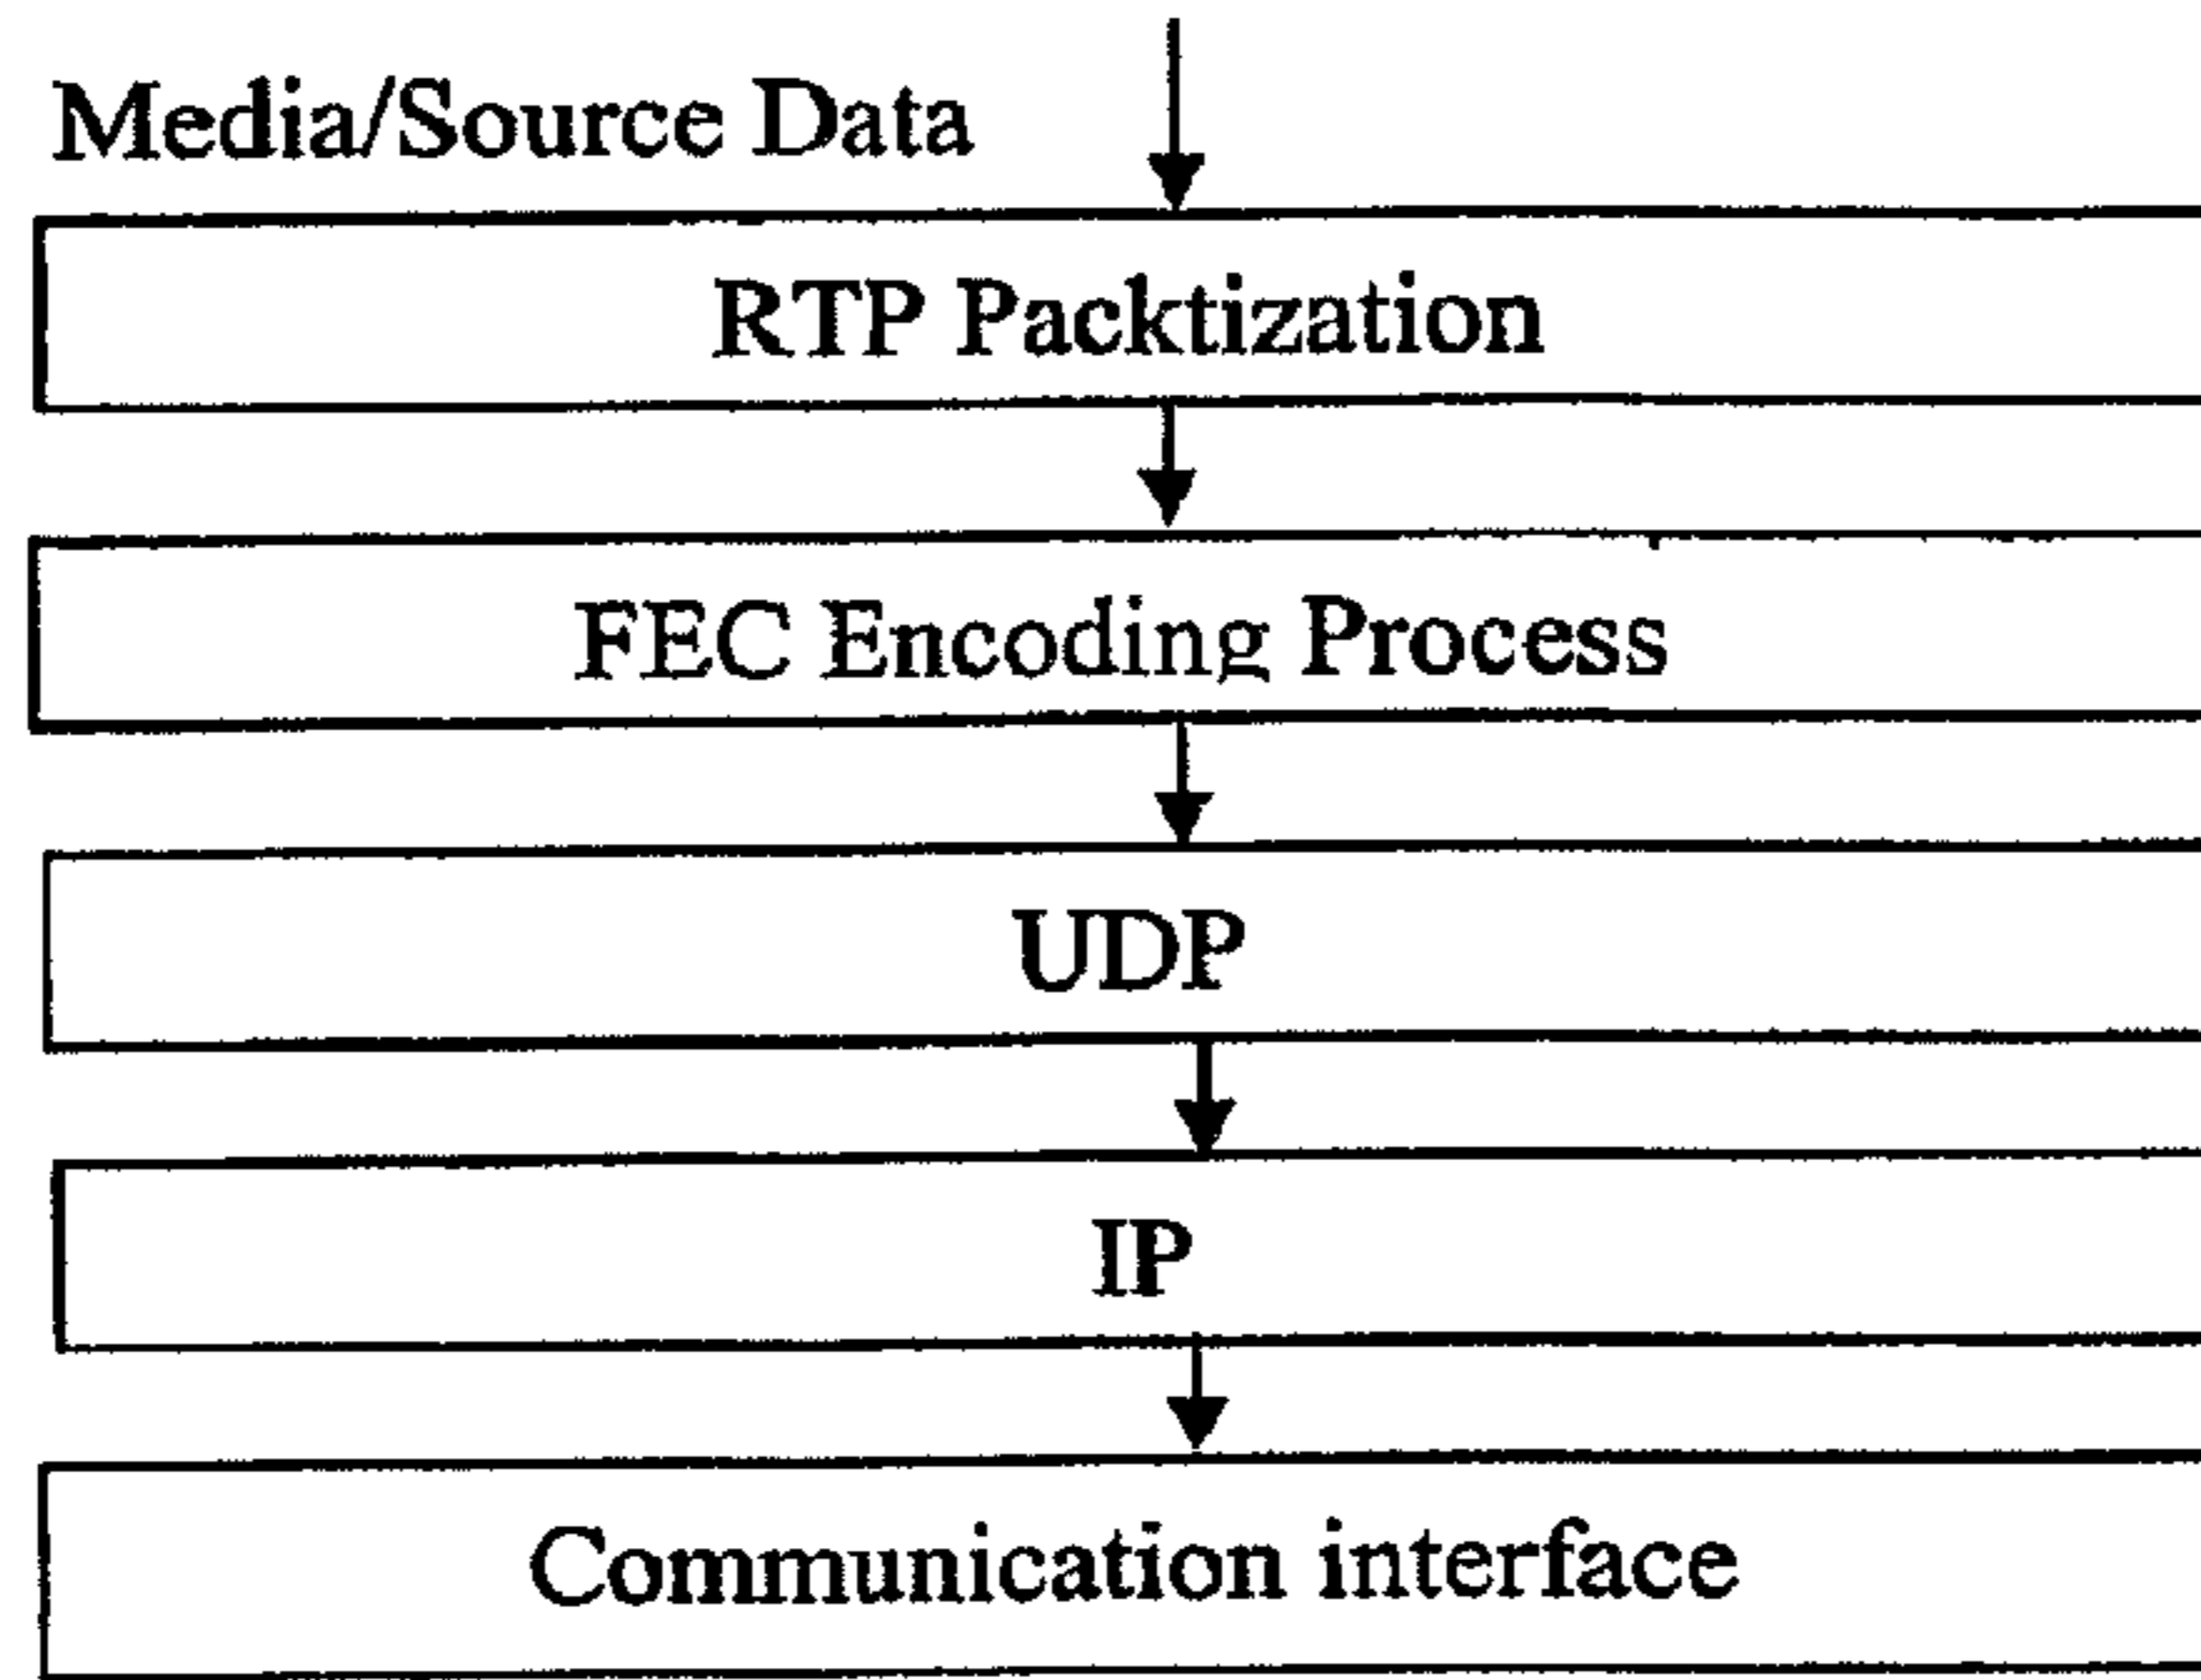 Media/Source Data
RTP Packtization
FEC Encoding Process
UDP
IP
Communication interface